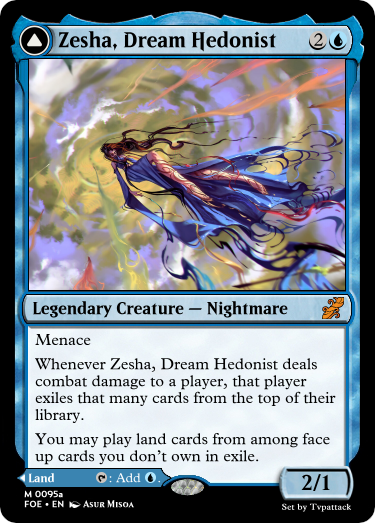 Zesha, Dream Hedonist 2
Legendary Creature — Nightmare
Menace
Whenever Zesha, Dream Hedonist deals
combat damage to a player, that player
exiles that many cards from the top of their
library.
You may play land cards from among face
up cards you don't own in exile.
Land : Add .
2/1
M 0095a
FOE • EN Asur Misoa
Set by Tvpattack